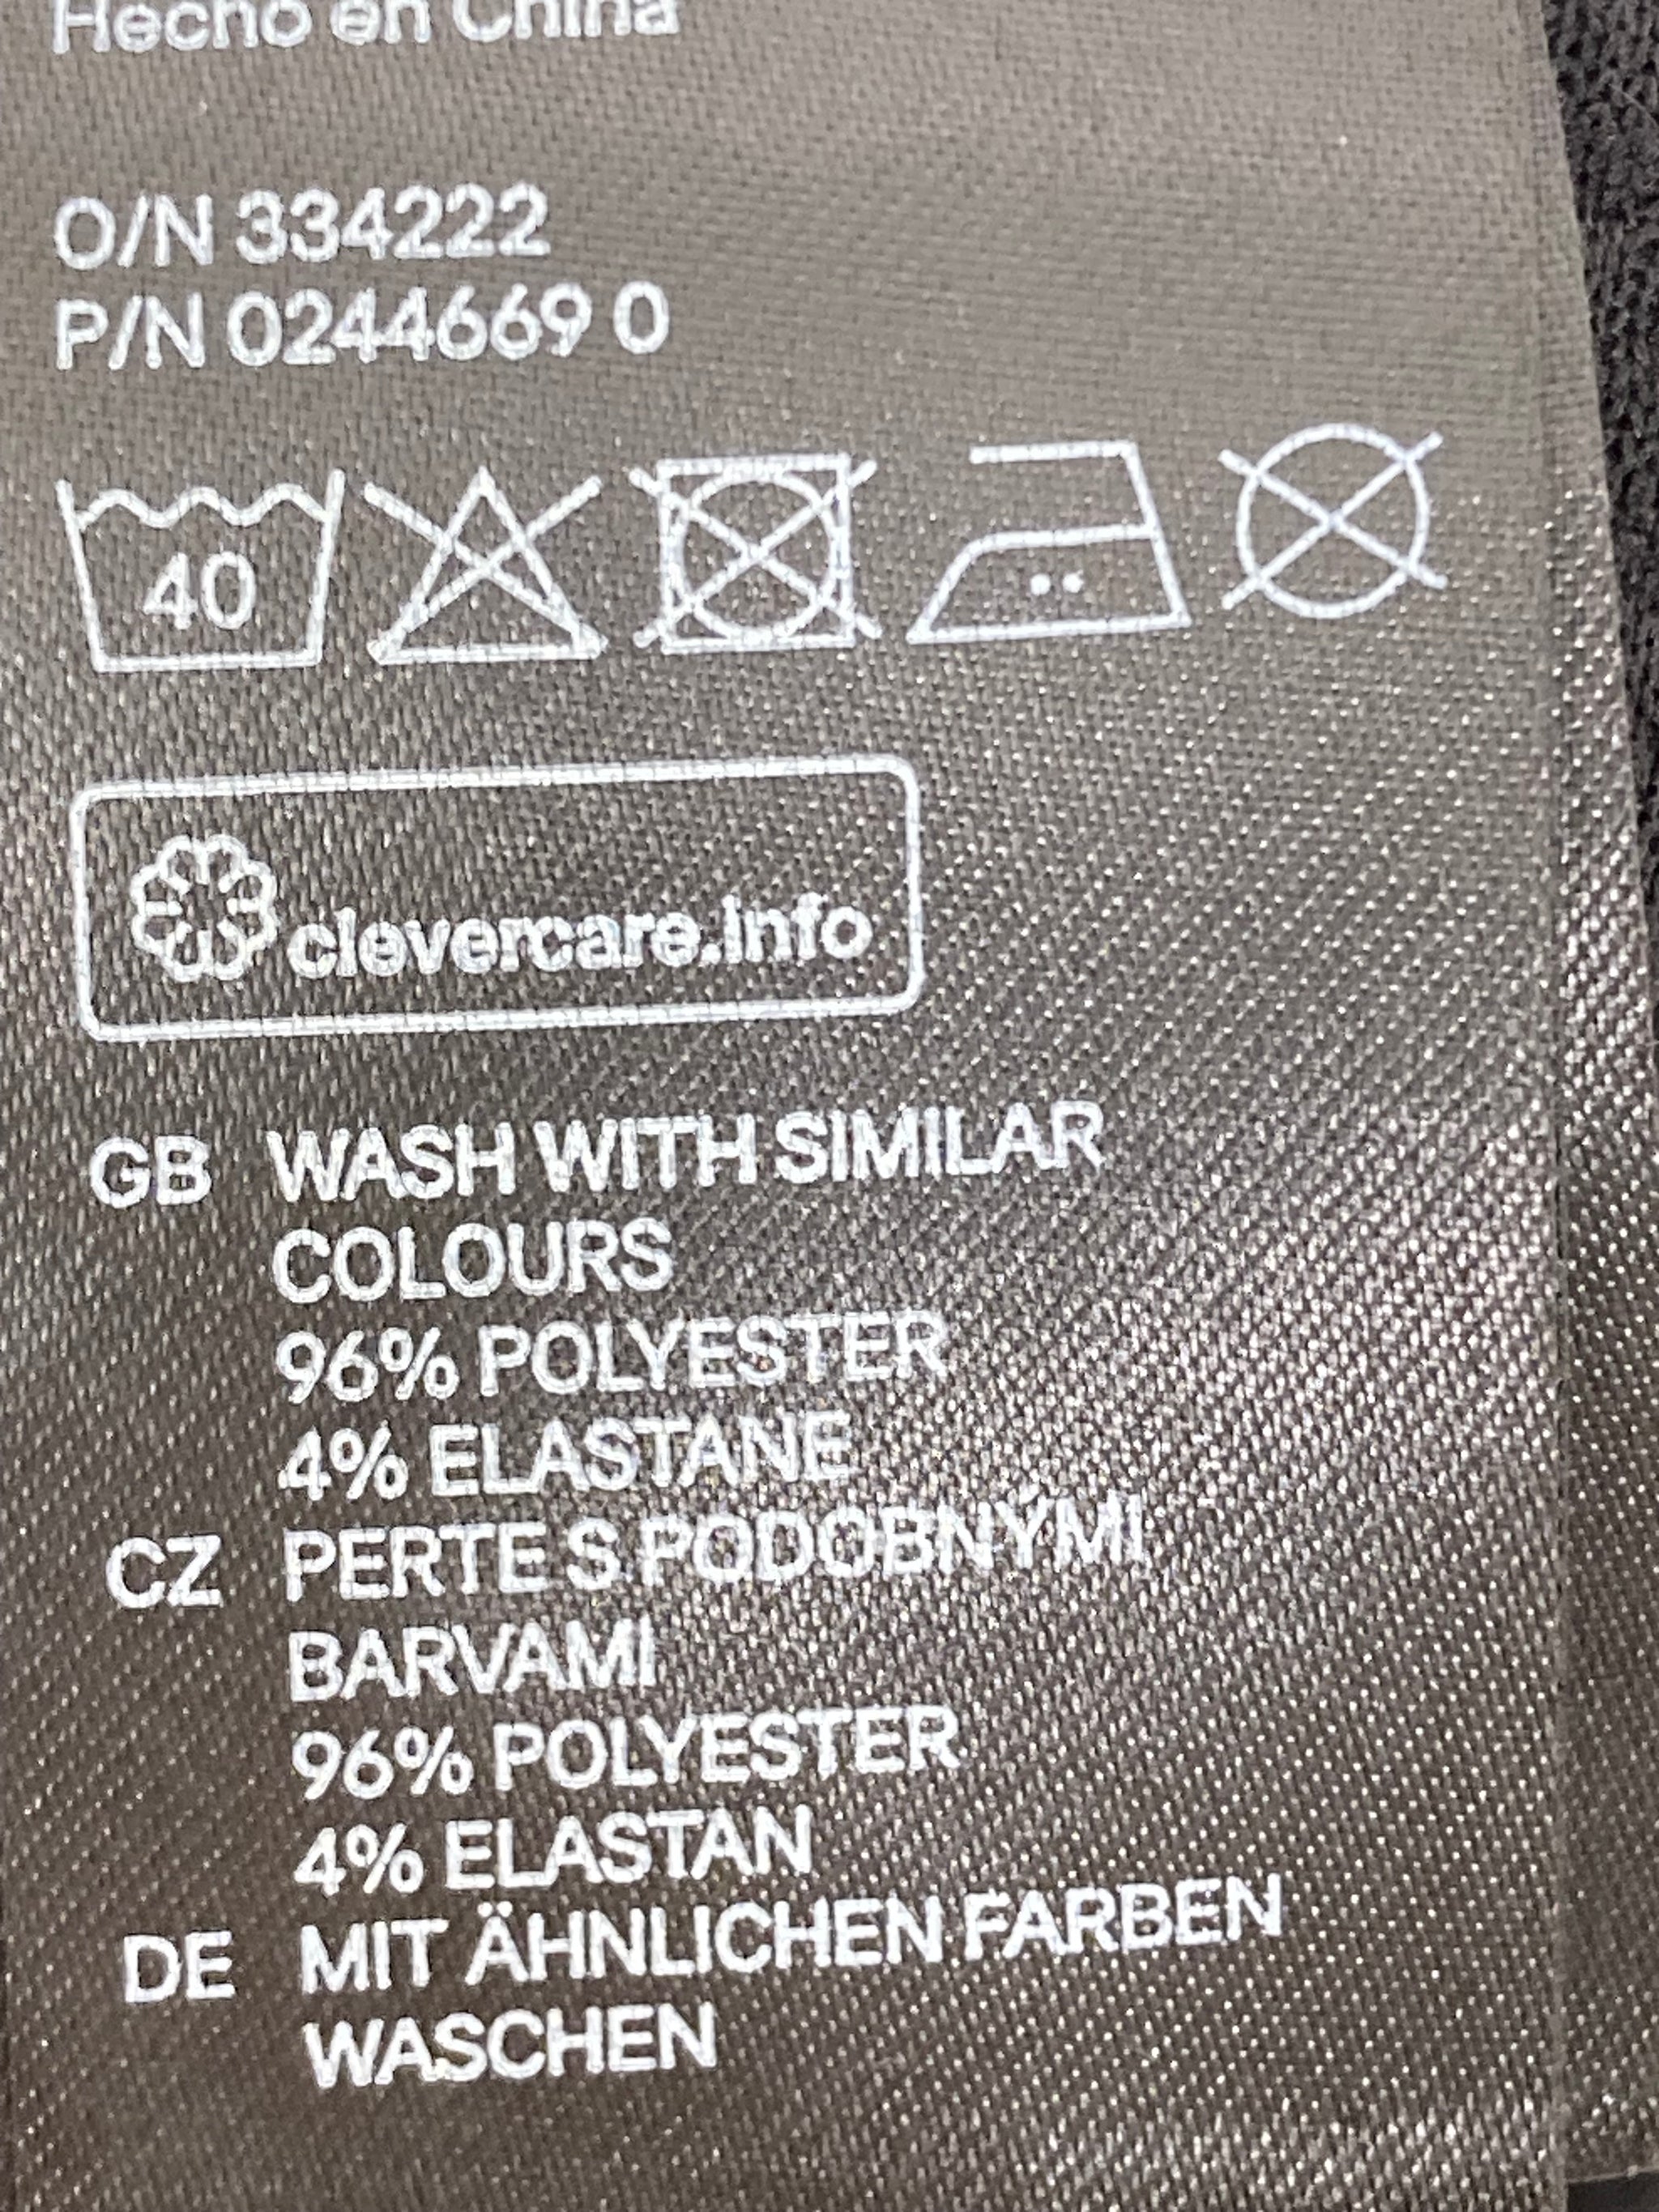 Hecho en China
O/N 334222
P/N 0244669 0
40
clevercare.info
GB WASH WITH SIMILAR
COLOURS
96% POLYESTER
4% ELASTANE
CZ PERTE S PODOBNÝMI
BARVAMI
96% POLYESTER
4% ELASTAN
DE MIT ÄHNLICHEN FARBEN
WASCHEN